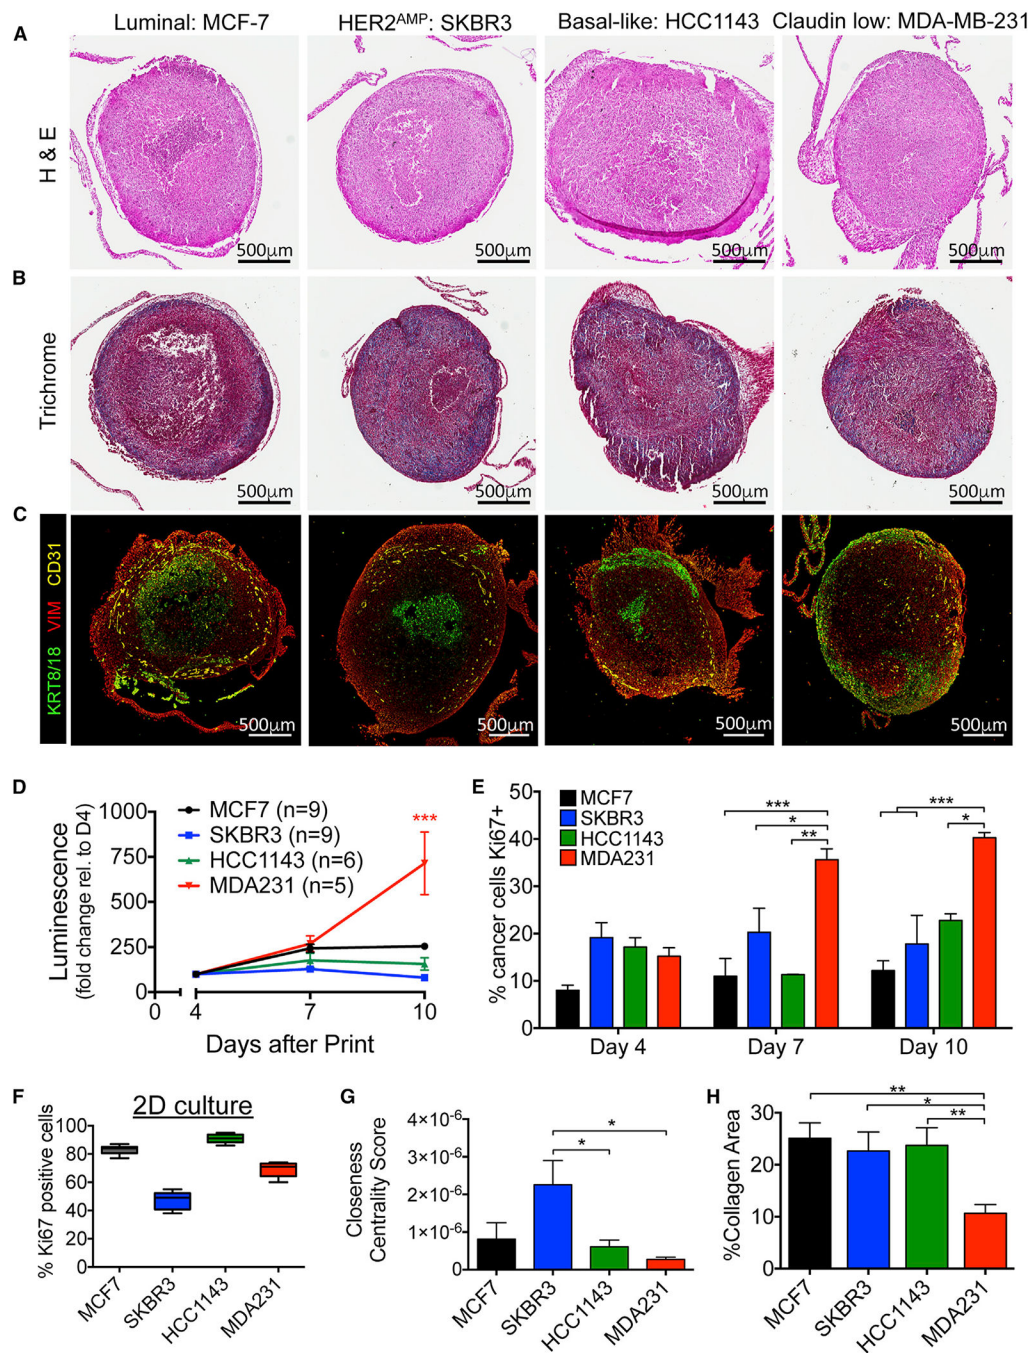 Luminal: MCF-7
HER2ᴬᴹᴾ: SKBR3
Basal-like: HCC1143
Claudin low: MDA-MB-231
A
H & E
500µm
500µm
500µm
500µm
B
Trichrome
500µm
500µm
500µm
500µm
C
KRT8/18 VIM CD31
500µm
500µm
500µm
500µm
D
Luminescence
(fold change rel. to D4)
1000
750
500
250
0
MCF7 (n=9)
SKBR3 (n=9)
HCC1143 (n=6)
MDA231 (n=5)
***
0
4
7
10
Days after Print
E
% cancer cells Ki67+
50
40
30
20
10
0
MCF7
SKBR3
HCC1143
MDA231
***
*
**
***
*
Day 4
Day 7
Day 10
F
2D culture
% Ki67 positive cells
100
80
60
40
20
0
MCF7
SKBR3
HCC1143
MDA231
G
Closeness
Centrality Score
4×10⁻⁶
3×10⁻⁶
2×10⁻⁶
1×10⁻⁶
0
*
*
MCF7
SKBR3
HCC1143
MDA231
H
%Collagen Area
30
20
10
0
**
*
**
MCF7
SKBR3
HCC1143
MDA231